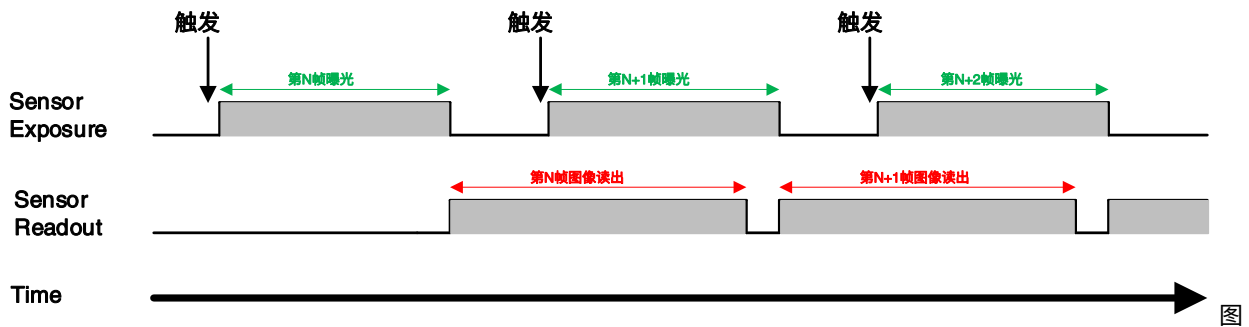 触发 触发 触发
第N帧曝光 第N+1帧曝光 第N+2帧曝光
Sensor
Exposure
第N帧图像读出 第N+1帧图像读出
Sensor
Readout
Time
图